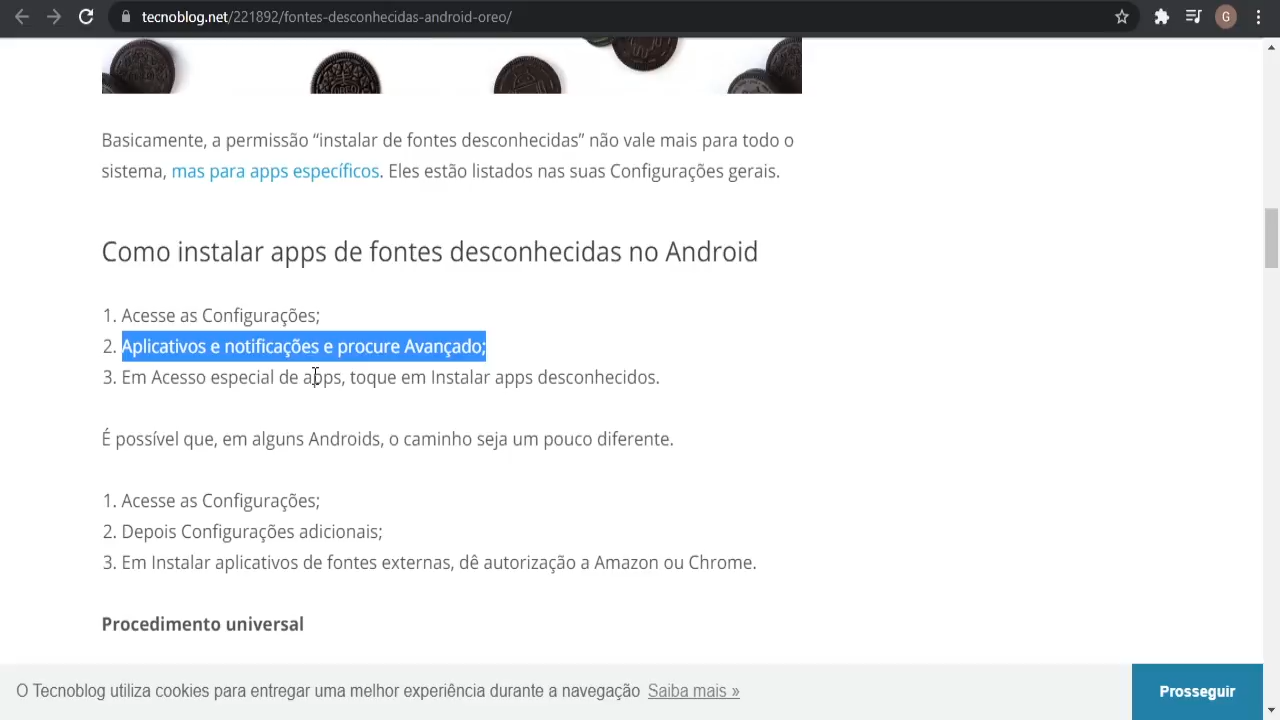 tecnoblog.net/221892/fontes-desconhecidas-android-oreo/
G
Basicamente, a permissão “instalar de fontes desconhecidas” não vale mais para todo o
sistema, mas para apps específicos. Eles estão listados nas suas Configurações gerais.
Como instalar apps de fontes desconhecidas no Android
1. Acesse as Configurações;
2. Aplicativos e notificações e procure Avançado;
3. Em Acesso especial de apps, toque em Instalar apps desconhecidos.
É possível que, em alguns Androids, o caminho seja um pouco diferente.
1. Acesse as Configurações;
2. Depois Configurações adicionais;
3. Em Instalar aplicativos de fontes externas, dê autorização a Amazon ou Chrome.
Procedimento universal
O Tecnoblog utiliza cookies para entregar uma melhor experiência durante a navegação Saiba mais »
Prosseguir